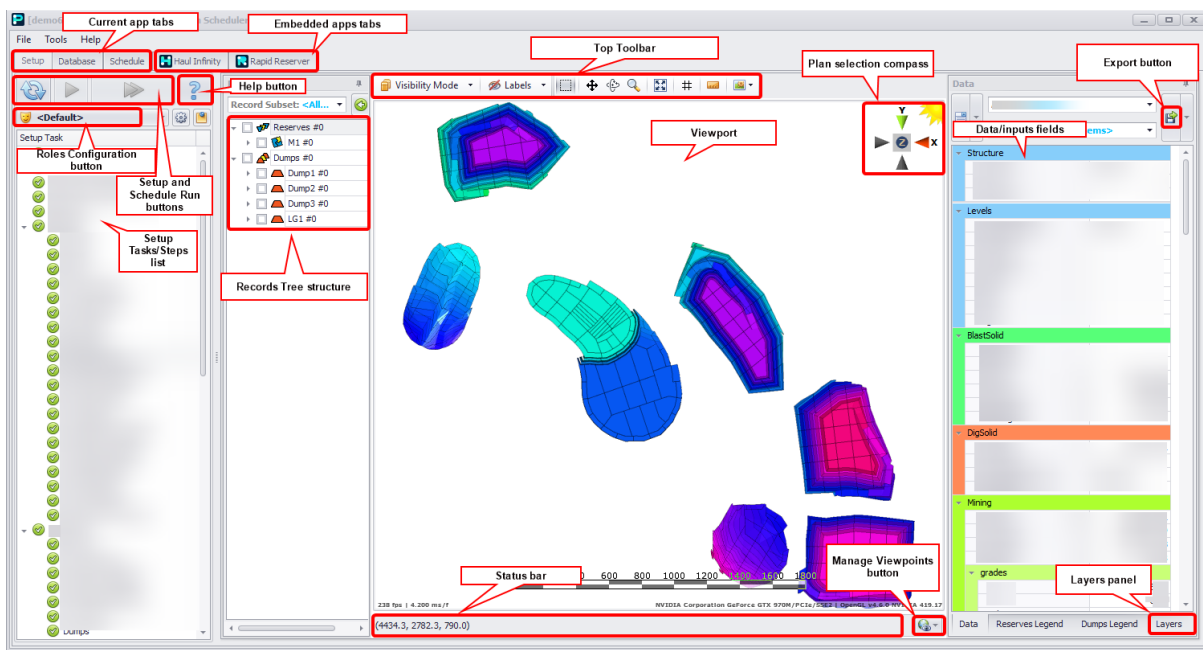 [demo6
n Scheduler
Current app tabs
Embedded apps tabs
File Tools Help
Top Toolbar
Plan selection compass
Export button
Setup Database Schedule Haul Infinity Rapid Reserver
Help button
Visibility Mode Labels
Data
Record Subset: <All...
<Default>
Y
X
Z
Viewport
Data/inputs fields
ems>
Setup Task
Roles Configuration
button
Reserves #0
M1 #0
Dumps #0
Dump1 #0
Dump2 #0
Dump3 #0
LG1 #0
Structure
Setup and
Schedule Run
buttons
Levels
Setup
Tasks/Steps
list
Records Tree structure
BlastSolid
DigSolid
Mining
Manage Viewpoints
button
Status bar
600 800 1000 1200 1400 1600 1800
grades
Layers panel
238 fps | 4.200 ms/f
NVIDIA Corporation GeForce GTX 970M/PCIe/SSE2 | OpenGL v4.6.0 NVIDIA 419.17
(4434.3, 2782.3, 790.0)
Dumps
Data Reserves Legend Dumps Legend Layers